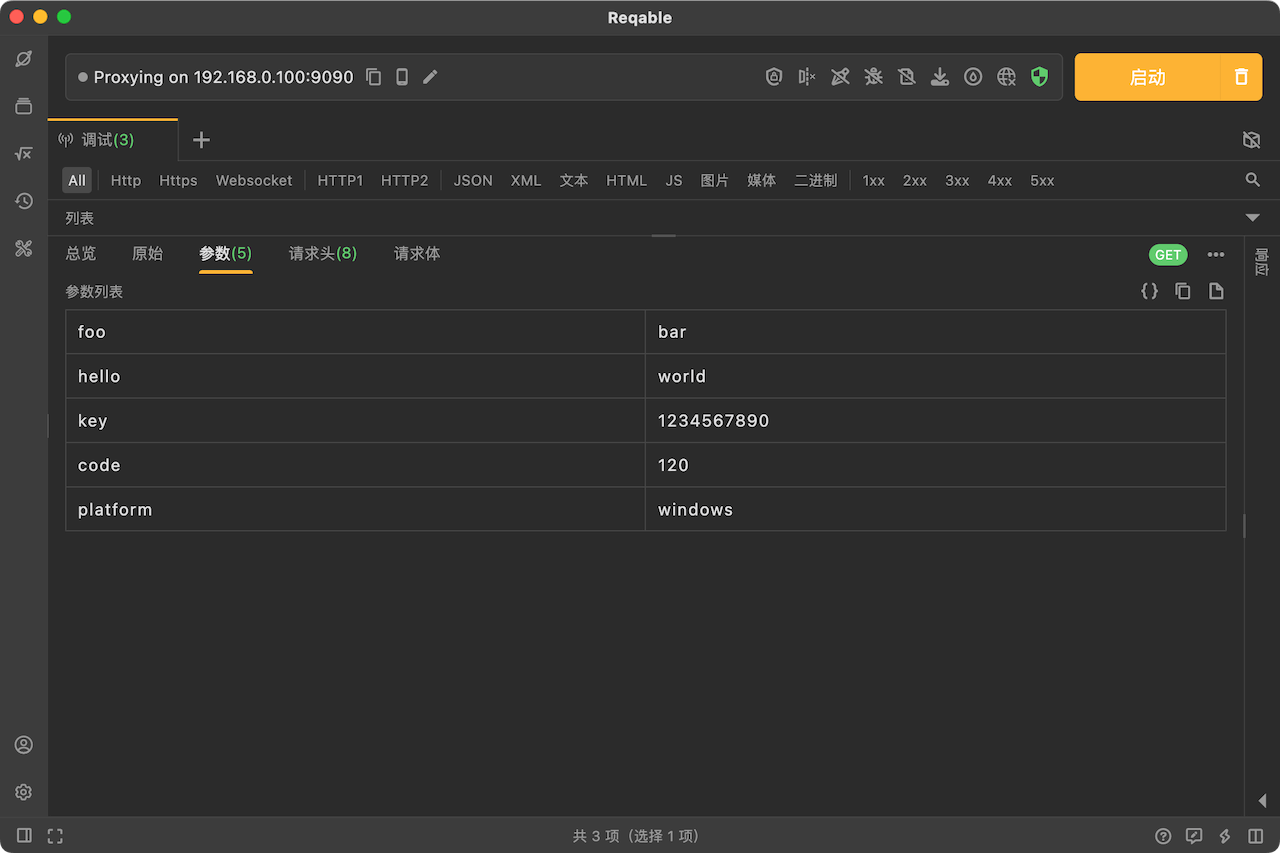 Reqable
Proxying on 192.168.0.100:9090
启动
调试(3)
All Http Https Websocket HTTP1 HTTP2 JSON XML 文本 HTML JS 图片 媒体 二进制 1xx 2xx 3xx 4xx 5xx
列表
总览 原始 参数(5) 请求头(8) 请求体 GET
响应
参数列表
foo bar
hello world
key 1234567890
code 120
platform windows
共 3 项（选择 1 项）